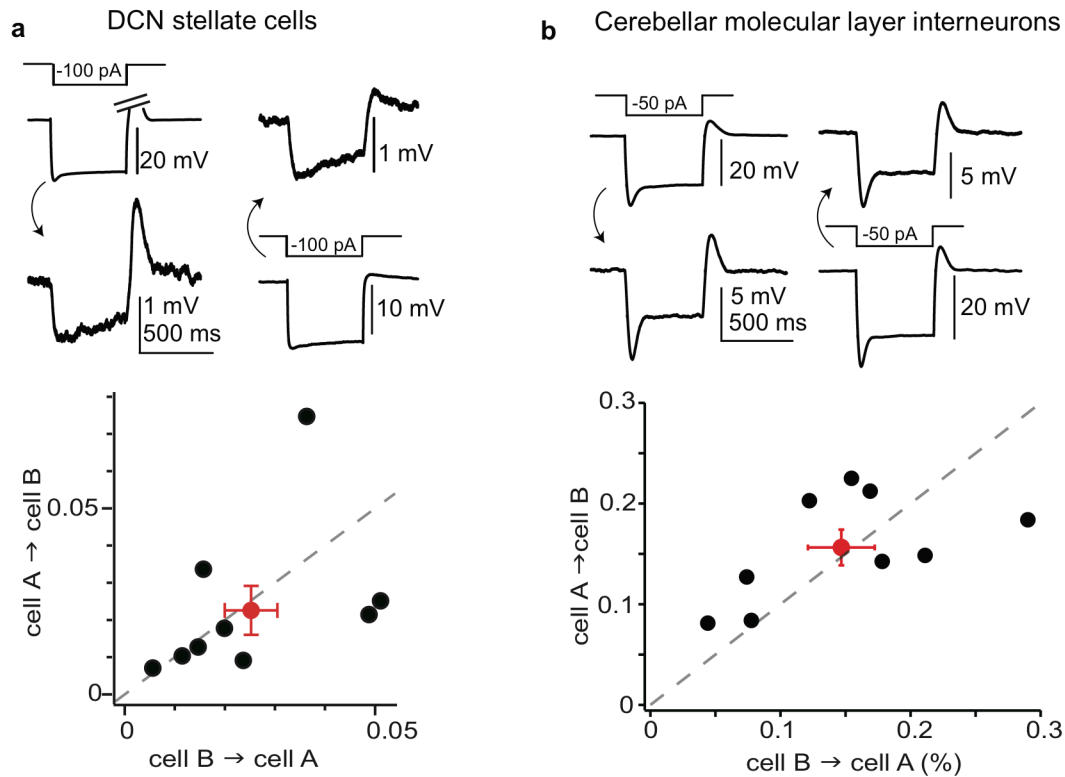 a
DCN stellate cells
-100 pA
20 mV
1 mV
1 mV
500 ms
-100 pA
10 mV
0.05
0
cell A → cell B
0
0.05
cell B → cell A
b
Cerebellar molecular layer interneurons
-50 pA
20 mV
5 mV
5 mV
500 ms
-50 pA
20 mV
0.3
0.2
0.1
0
cell A →cell B
0
0.1
0.2
0.3
cell B → cell A (%)